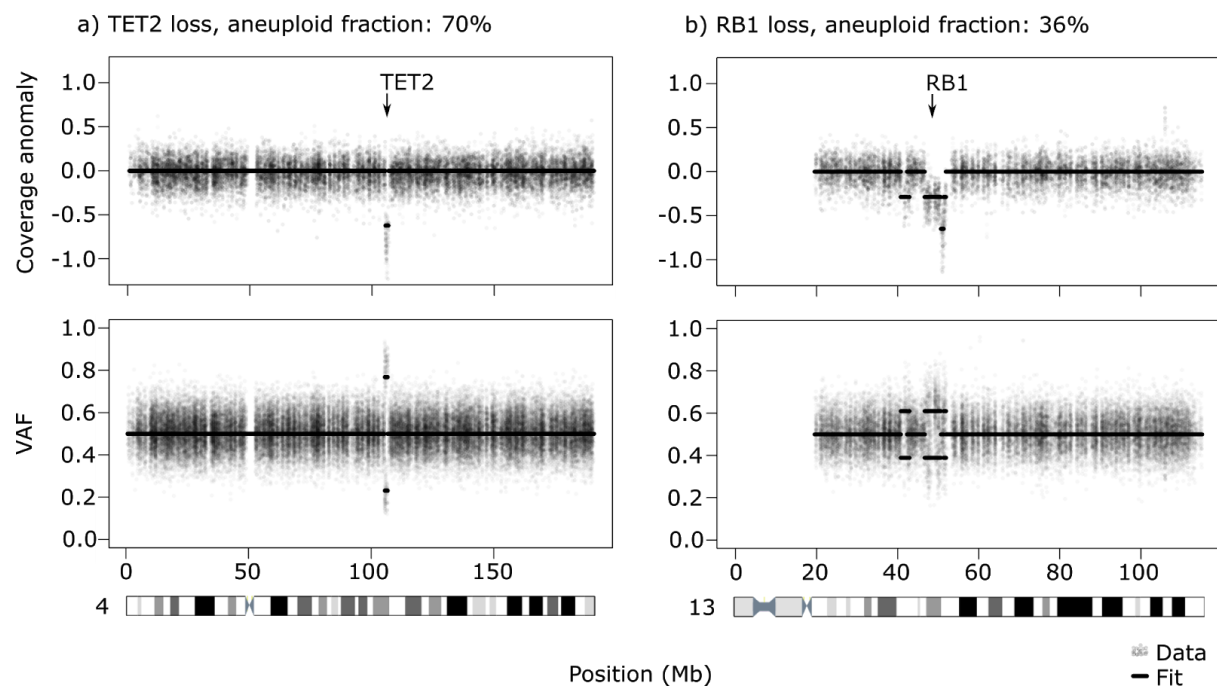 a) TET2 loss, aneuploid fraction: 70%
b) RB1 loss, aneuploid fraction: 36%
Coverage anomaly
1.0
0.5
0.0
-0.5
-1.0
TET2
1.0
0.5
0.0
-0.5
-1.0
RB1
VAF
1.0
0.8
0.6
0.4
0.2
0.0
0 50 100 150
4
1.0
0.8
0.6
0.4
0.2
0.0
0 20 40 60 80 100
13
Position (Mb)
Data
Fit